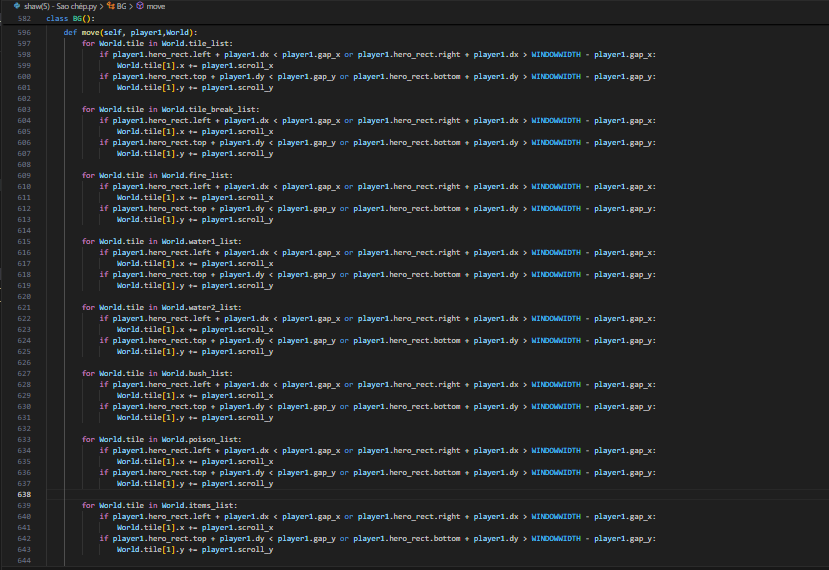 shaw(5) - Sao chép.py > BG > move
582 class BG():
596     def move(self, player1,World):
597         for World.tile in World.tile_list:
598             if player1.hero_rect.left + player1.dx < player1.gap_x or player1.hero_rect.right + player1.dx > WINDOWWIDTH - player1.gap_x:
599                 World.tile[1].x += player1.scroll_x
600             if player1.hero_rect.top + player1.dy < player1.gap_y or player1.hero_rect.bottom + player1.dy > WINDOWWIDTH - player1.gap_y:
601                 World.tile[1].y += player1.scroll_y
602
603         for World.tile in World.tile_break_list:
604             if player1.hero_rect.left + player1.dx < player1.gap_x or player1.hero_rect.right + player1.dx > WINDOWWIDTH - player1.gap_x:
605                 World.tile[1].x += player1.scroll_x
606             if player1.hero_rect.top + player1.dy < player1.gap_y or player1.hero_rect.bottom + player1.dy > WINDOWWIDTH - player1.gap_y:
607                 World.tile[1].y += player1.scroll_y
608
609         for World.tile in World.fire_list:
610             if player1.hero_rect.left + player1.dx < player1.gap_x or player1.hero_rect.right + player1.dx > WINDOWWIDTH - player1.gap_x:
611                 World.tile[1].x += player1.scroll_x
612             if player1.hero_rect.top + player1.dy < player1.gap_y or player1.hero_rect.bottom + player1.dy > WINDOWWIDTH - player1.gap_y:
613                 World.tile[1].y += player1.scroll_y
614
615         for World.tile in World.water1_list:
616             if player1.hero_rect.left + player1.dx < player1.gap_x or player1.hero_rect.right + player1.dx > WINDOWWIDTH - player1.gap_x:
617                 World.tile[1].x += player1.scroll_x
618             if player1.hero_rect.top + player1.dy < player1.gap_y or player1.hero_rect.bottom + player1.dy > WINDOWWIDTH - player1.gap_y:
619                 World.tile[1].y += player1.scroll_y
620
621         for World.tile in World.water2_list:
622             if player1.hero_rect.left + player1.dx < player1.gap_x or player1.hero_rect.right + player1.dx > WINDOWWIDTH - player1.gap_x:
623                 World.tile[1].x += player1.scroll_x
624             if player1.hero_rect.top + player1.dy < player1.gap_y or player1.hero_rect.bottom + player1.dy > WINDOWWIDTH - player1.gap_y:
625                 World.tile[1].y += player1.scroll_y
626
627         for World.tile in World.bush_list:
628             if player1.hero_rect.left + player1.dx < player1.gap_x or player1.hero_rect.right + player1.dx > WINDOWWIDTH - player1.gap_x:
629                 World.tile[1].x += player1.scroll_x
630             if player1.hero_rect.top + player1.dy < player1.gap_y or player1.hero_rect.bottom + player1.dy > WINDOWWIDTH - player1.gap_y:
631                 World.tile[1].y += player1.scroll_y
632
633         for World.tile in World.poison_list:
634             if player1.hero_rect.left + player1.dx < player1.gap_x or player1.hero_rect.right + player1.dx > WINDOWWIDTH - player1.gap_x:
635                 World.tile[1].x += player1.scroll_x
636             if player1.hero_rect.top + player1.dy < player1.gap_y or player1.hero_rect.bottom + player1.dy > WINDOWWIDTH - player1.gap_y:
637                 World.tile[1].y += player1.scroll_y
638
639         for World.tile in World.items_list:
640             if player1.hero_rect.left + player1.dx < player1.gap_x or player1.hero_rect.right + player1.dx > WINDOWWIDTH - player1.gap_x:
641                 World.tile[1].x += player1.scroll_x
642             if player1.hero_rect.top + player1.dy < player1.gap_y or player1.hero_rect.bottom + player1.dy > WINDOWWIDTH - player1.gap_y:
643                 World.tile[1].y += player1.scroll_y
644